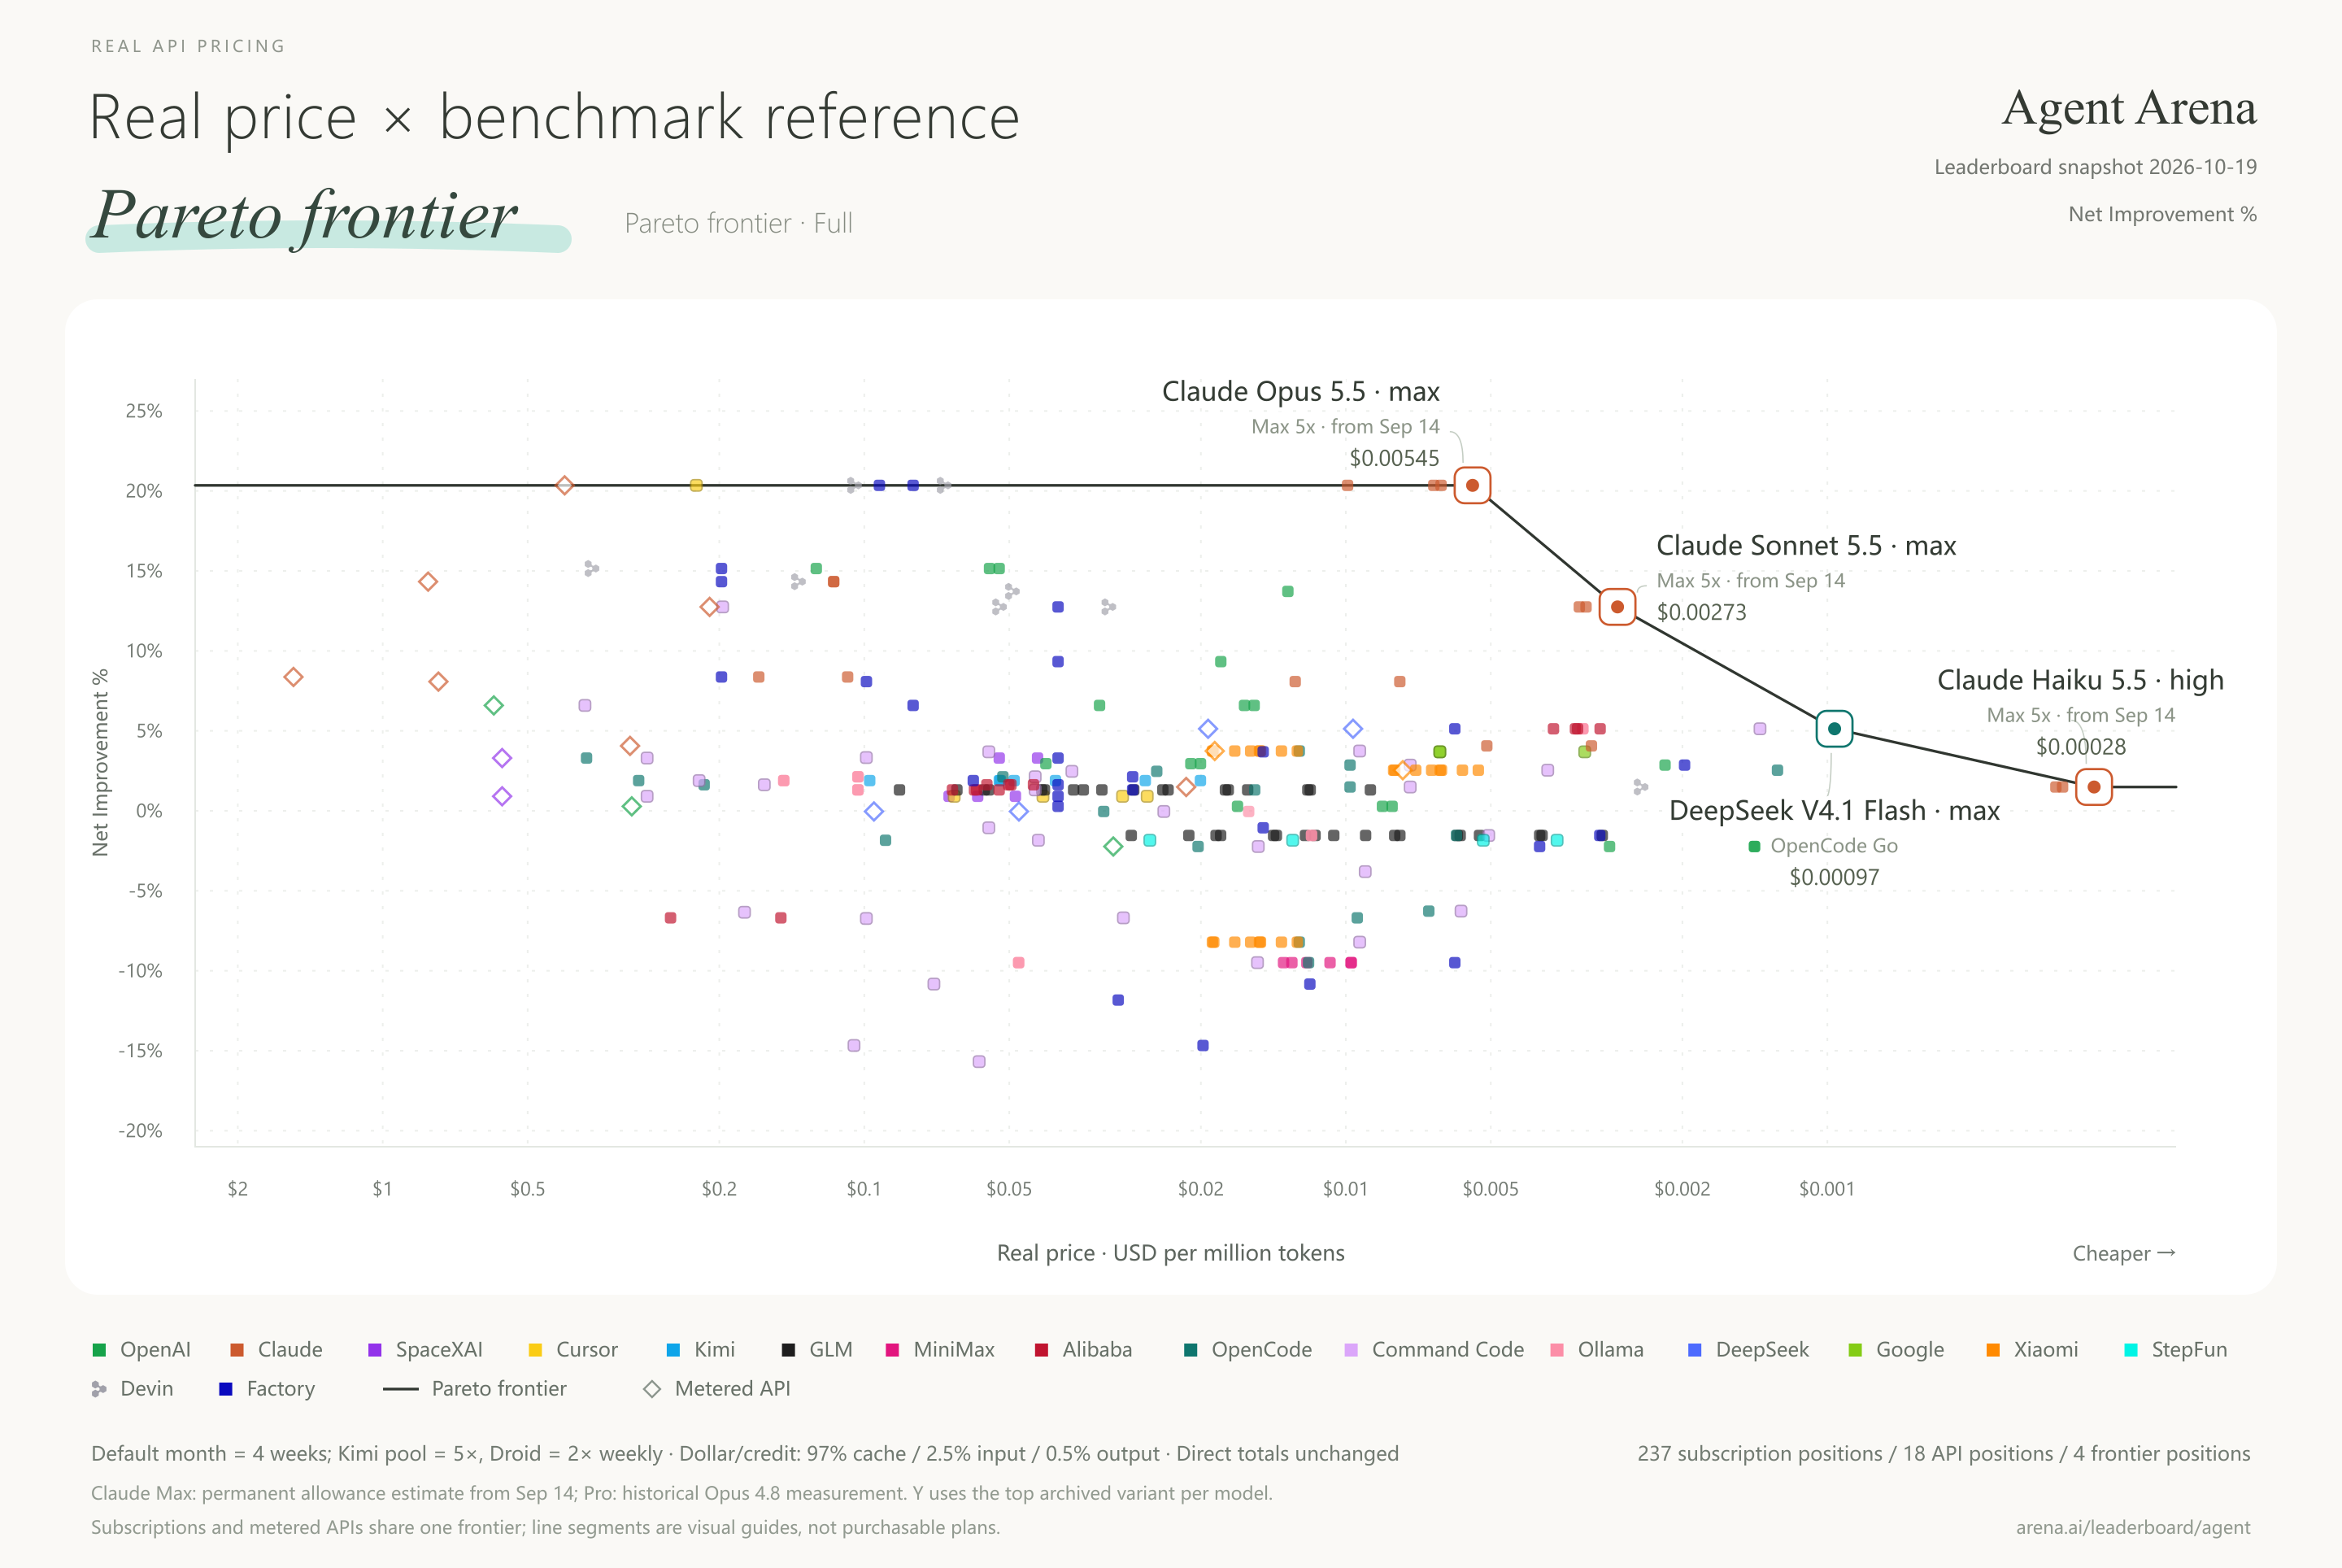 REAL API PRICING
Real price × benchmark reference
Pareto frontier
Pareto frontier · Full
Agent Arena
Leaderboard snapshot 2026-10-19
Net Improvement %
Claude Opus 5.5 · max
Max 5x · from Sep 14
$0.00545
Claude Sonnet 5.5 · max
Max 5x · from Sep 14
$0.00273
Claude Haiku 5.5 · high
Max 5x · from Sep 14
$0.00028
DeepSeek V4.1 Flash · max
OpenCode Go
$0.00097
Net Improvement %
25%
20%
15%
10%
5%
0%
-5%
-10%
-15%
-20%
$2 $1 $0.5 $0.2 $0.1 $0.05 $0.02 $0.01 $0.005 $0.002 $0.001
Real price · USD per million tokens
Cheaper →
OpenAI Claude SpaceXAI Cursor Kimi GLM MiniMax Alibaba OpenCode Command Code Ollama DeepSeek Google Xiaomi StepFun
Devin Factory Pareto frontier Metered API
Default month = 4 weeks; Kimi pool = 5×, Droid = 2× weekly · Dollar/credit: 97% cache / 2.5% input / 0.5% output · Direct totals unchanged
237 subscription positions / 18 API positions / 4 frontier positions
Claude Max: permanent allowance estimate from Sep 14; Pro: historical Opus 4.8 measurement. Y uses the top archived variant per model.
Subscriptions and metered APIs share one frontier; line segments are visual guides, not purchasable plans.
arena.ai/leaderboard/agent